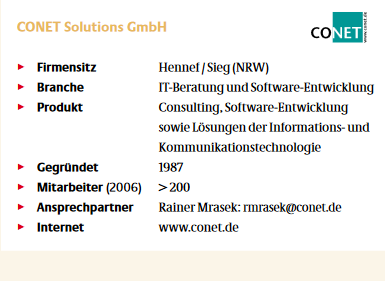 CONET Solutions GmbH
CONET
www.conet.de
► Firmensitz Hennef / Sieg (NRW)
► Branche IT-Beratung und Software-Entwicklung
► Produkt Consulting, Software-Entwicklung
sowie Lösungen der Informations- und
Kommunikationstechnologie
► Gegründet 1987
► Mitarbeiter (2006) > 200
► Ansprechpartner Rainer Mrasek: rmrasek@conet.de
► Internet www.conet.de